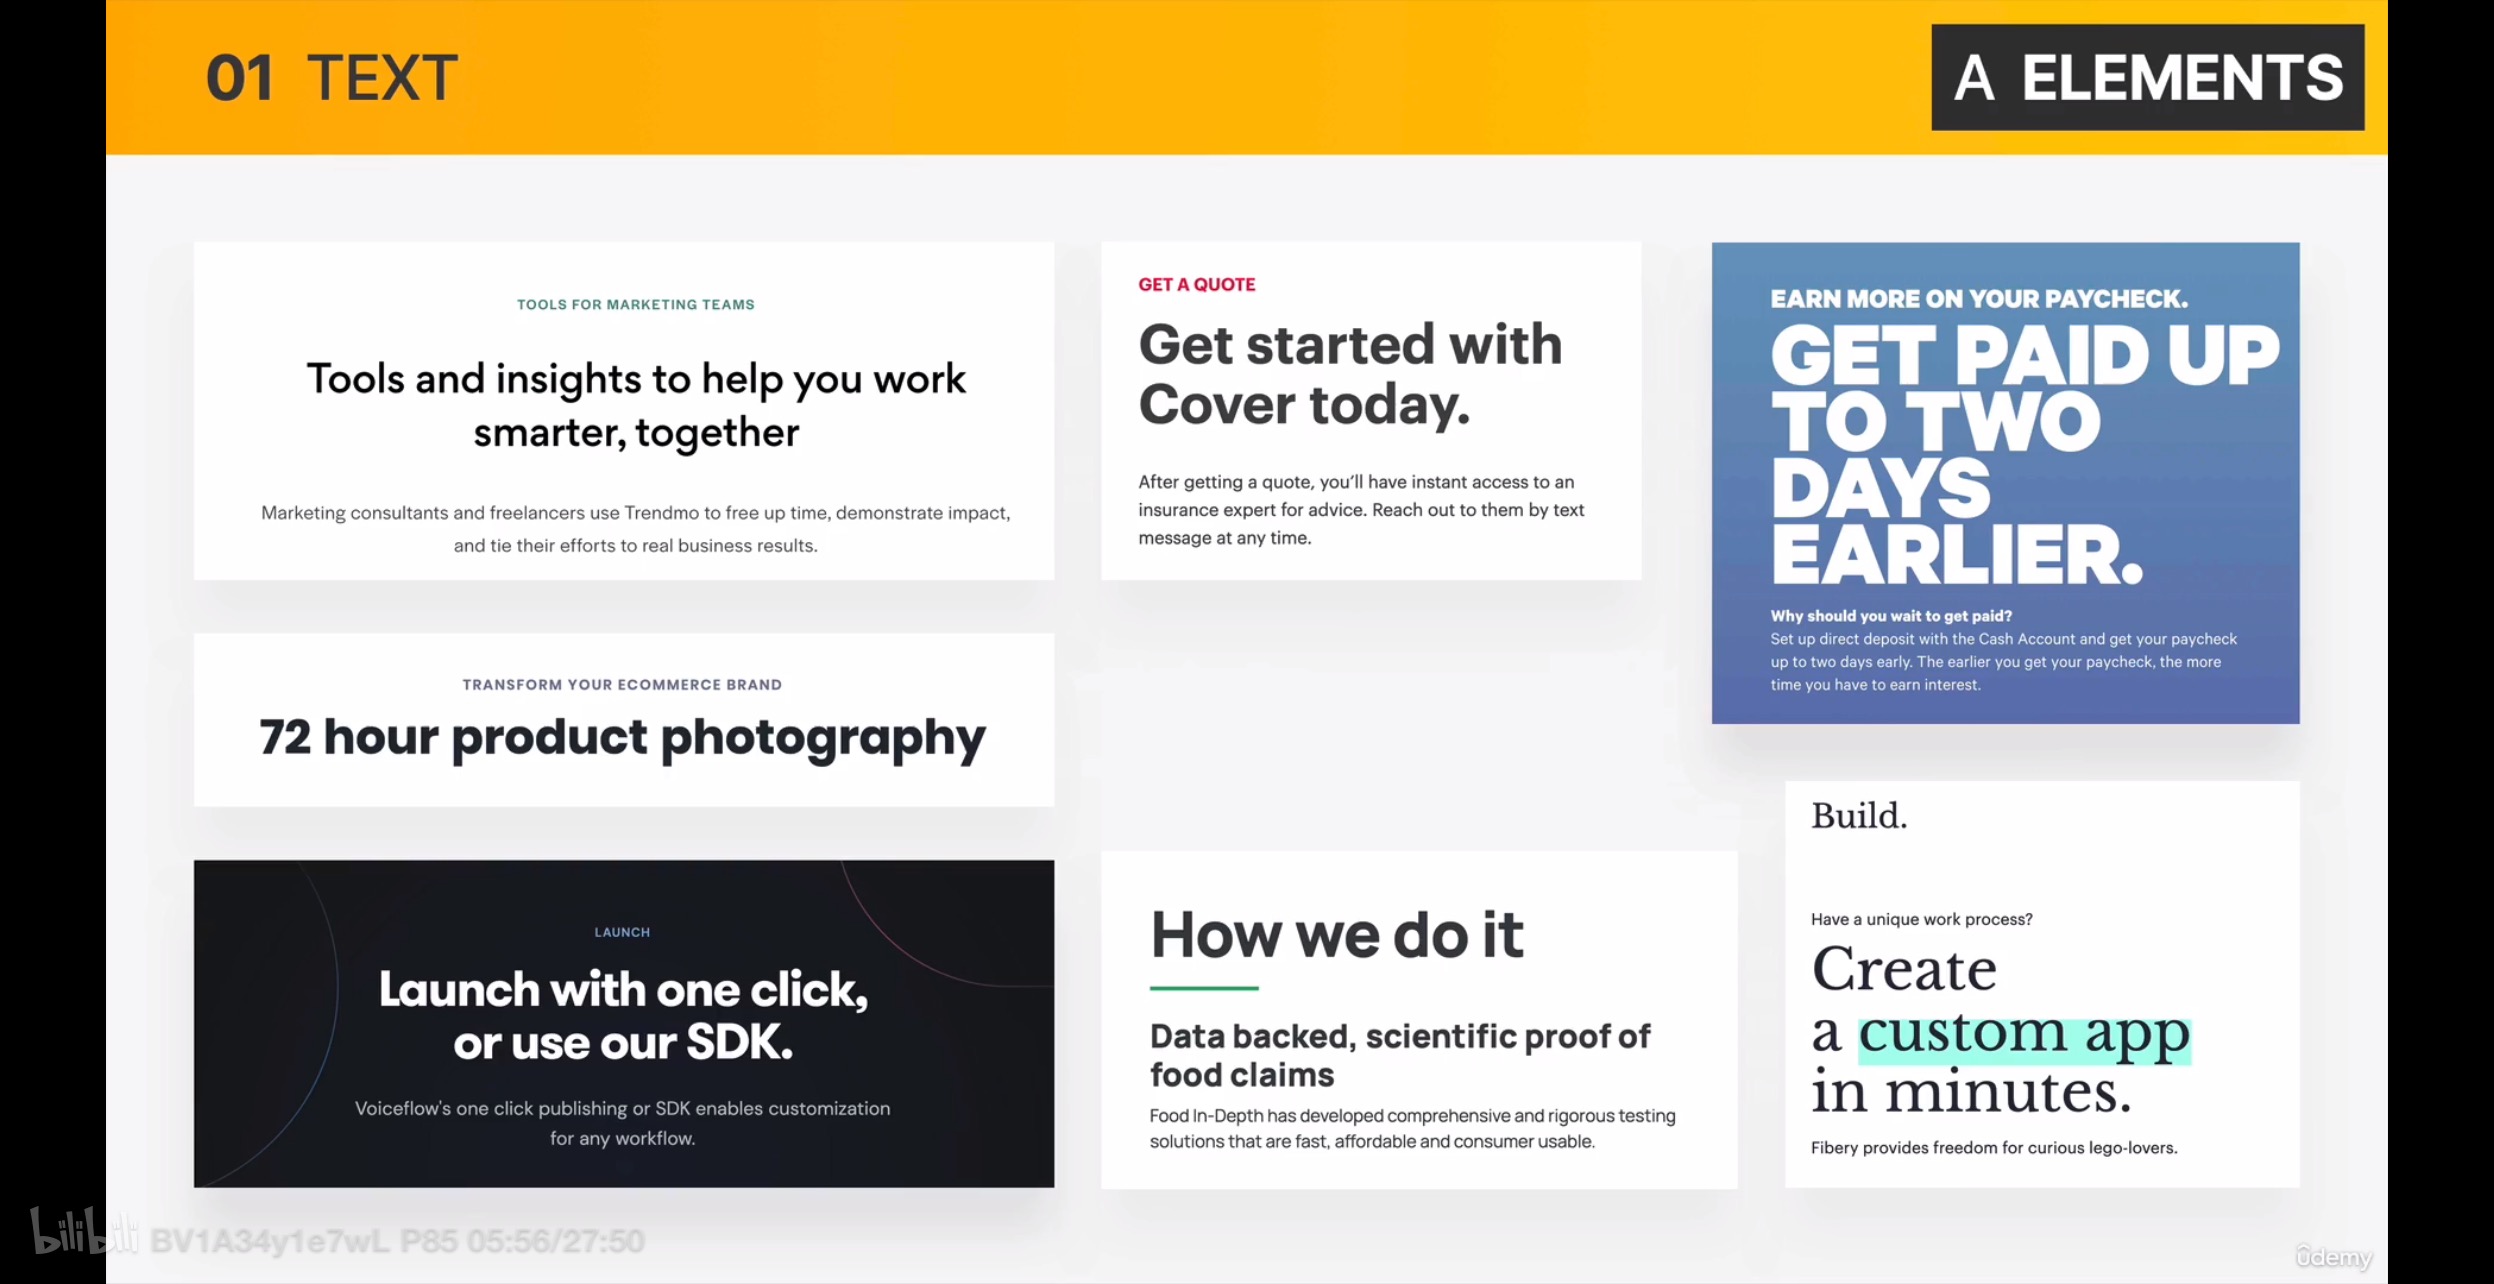 01 TEXT
A ELEMENTS
TOOLS FOR MARKETING TEAMS
Tools and insights to help you work
smarter, together
Marketing consultants and freelancers use Trendmo to free up time, demonstrate impact,
and tie their efforts to real business results.
GET A QUOTE
Get started with
Cover today.
After getting a quote, you’ll have instant access to an
insurance expert for advice. Reach out to them by text
message at any time.
EARN MORE ON YOUR PAYCHECK.
GET PAID UP
TO TWO
DAYS
EARLIER.
Why should you wait to get paid?
Set up direct deposit with the Cash Account and get your paycheck
up to two days early. The earlier you get your paycheck, the more
time you have to earn interest.
TRANSFORM YOUR ECOMMERCE BRAND
72 hour product photography
LAUNCH
Launch with one click,
or use our SDK.
Voiceflow's one click publishing or SDK enables customization
for any workflow.
How we do it
Data backed, scientific proof of
food claims
Food In-Depth has developed comprehensive and rigorous testing
solutions that are fast, affordable and consumer usable.
Build.
Have a unique work process?
Create
a custom app
in minutes.
Fibery provides freedom for curious lego-lovers.
bilibili BV1A34y1e7wL P85 05:56/27:50
ûdemy